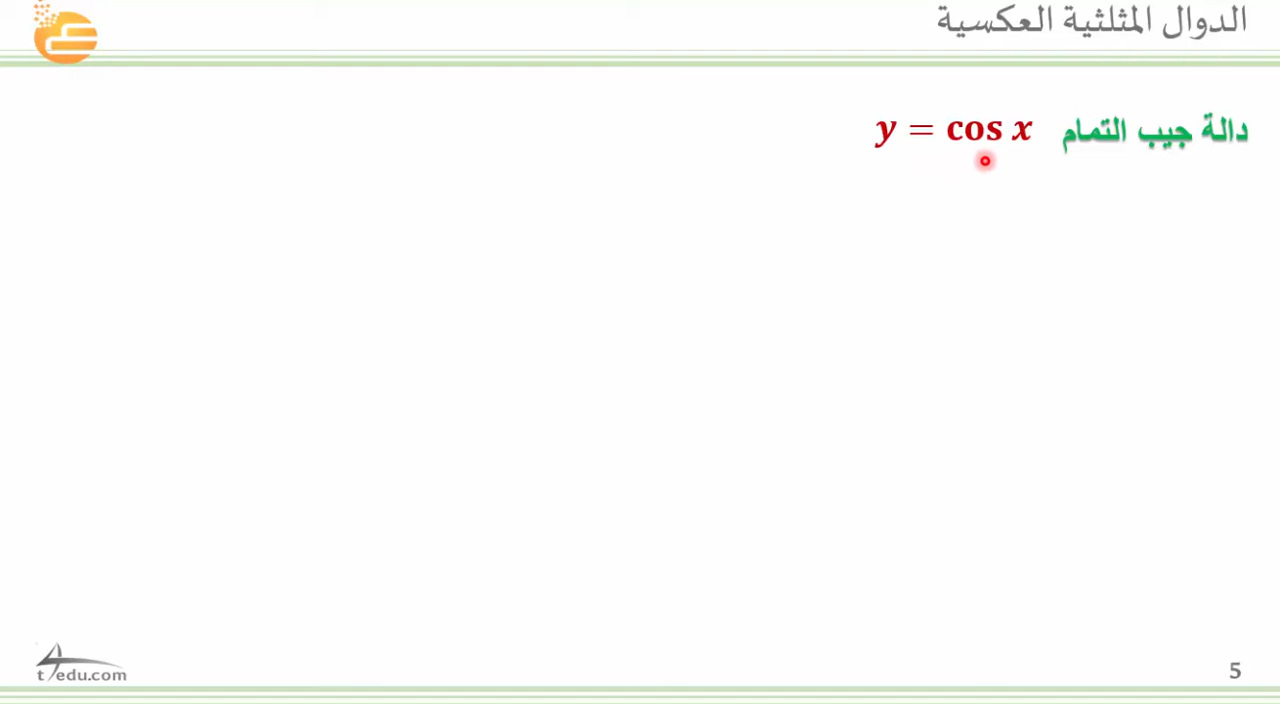 الدوال المثلثية العكسية
دالة جيب التمام y = cos x
t4edu.com
5